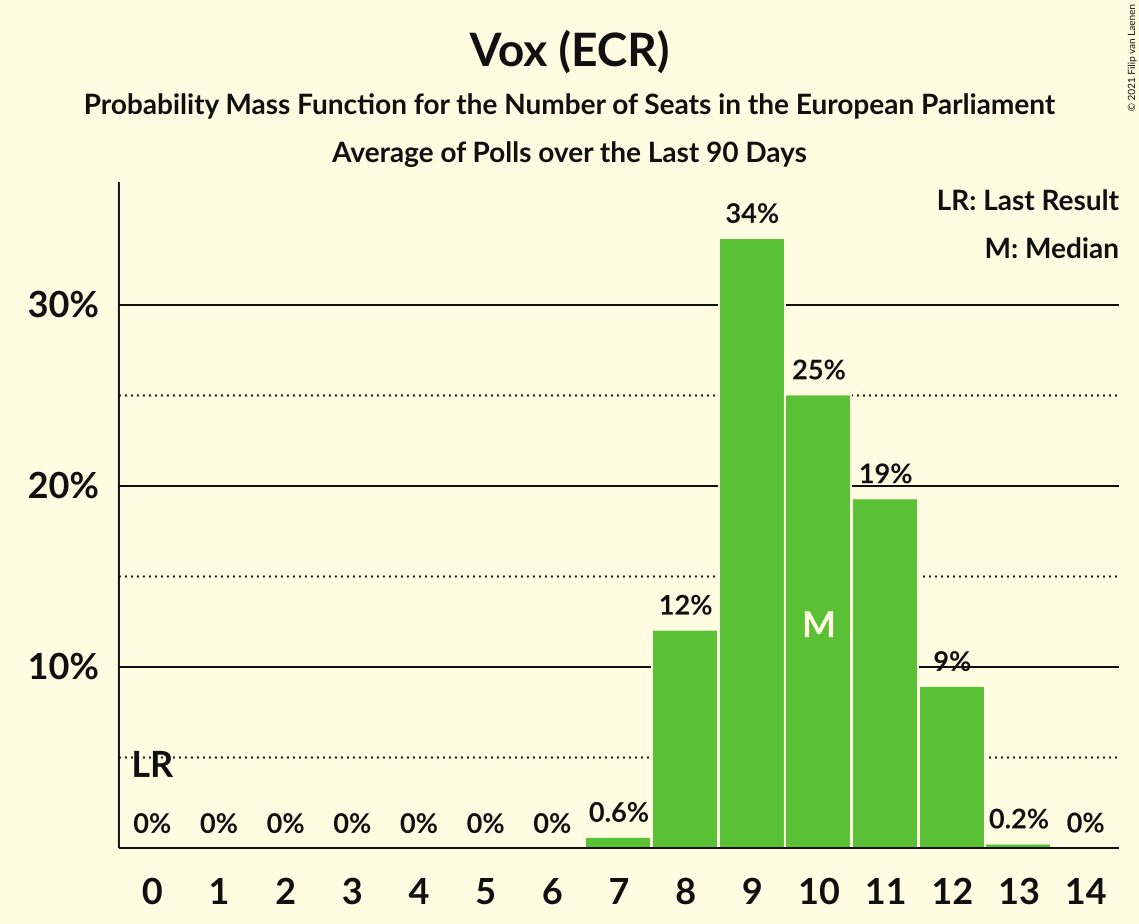 Vox (ECR)
Probability Mass Function for the Number of Seats in the European Parliament
Average of Polls over the Last 90 Days
© 2021 Filip van Laenen
LR: Last Result
M: Median
34%
30%
25%
20%
19%
12%
M
10%
9%
LR
0% 0% 0% 0% 0% 0% 0% 0.6% 0.2% 0%
0 1 2 3 4 5 6 7 8 9 10 11 12 13 14